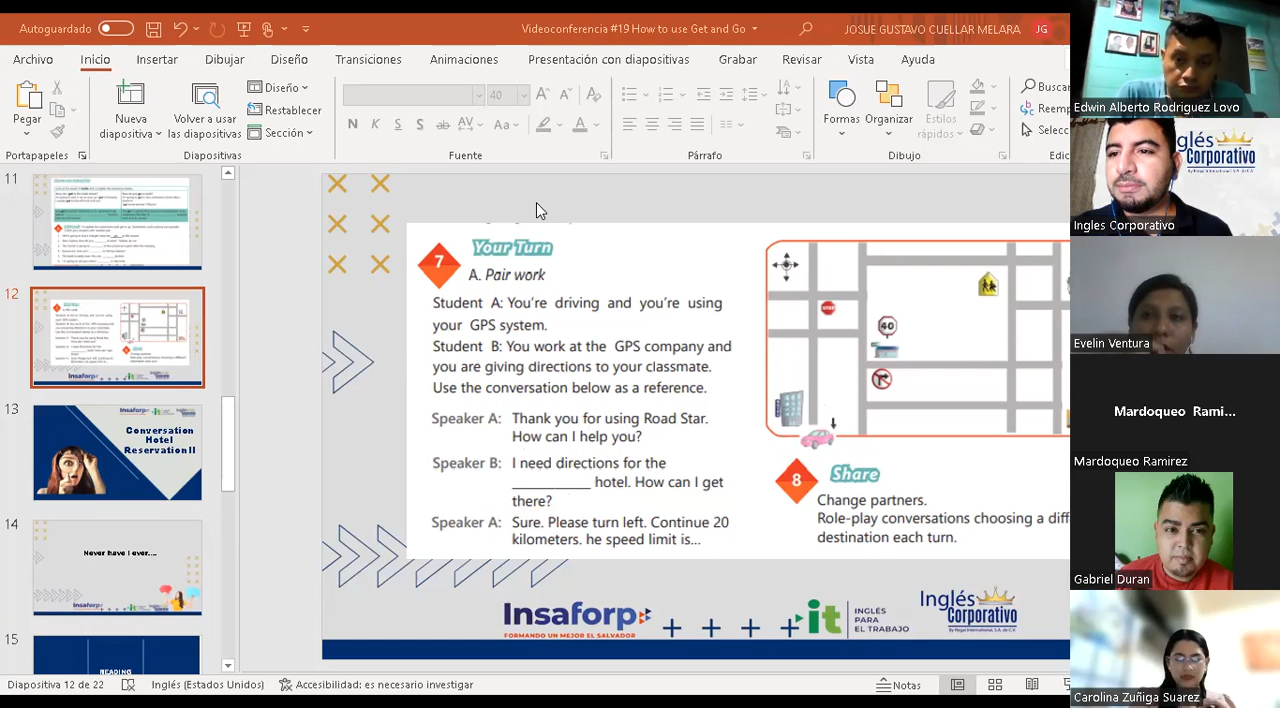 Autoguardado
Videoconferencia #19 How to use Get and Go
JOSUE GUSTAVO CUELLAR MELARA
JG
Archivo Inicio Insertar Dibujar Diseño Transiciones Animaciones Presentación con diapositivas Grabar Revisar Vista Ayuda
Pegar
Nueva diapositiva
Volver a usar las diapositivas
Diseño
Restablecer
Sección
40
N K S S ab AV Aa A
Formas
Organizar
Estilos rápidos
Buscar
Portapapeles
Diapositivas
Fuente
Párrafo
Dibujo
11
12
13
Conversation
Hotel
Reservation II
14
Never have I ever....
15
READING
7
Your Turn
A. Pair work
Student A: You're driving and you're using
your GPS system.
Student B: You work at the GPS company and
you are giving directions to your classmate.
Use the conversation below as a reference.
Speaker A: Thank you for using Road Star.
How can I help you?
Speaker B: I need directions for the
__________ hotel. How can I get
there?
Speaker A: Sure. Please turn left. Continue 20
kilometers. he speed limit is...
STOP
40
8
Share
Change partners.
Role-play conversations choosing a diff
destination each turn.
Insaforp
FORMANDO UN MEJOR EL SALVADOR
it
INGLÉS
PARA
EL TRABAJO
Inglés
Corporativo
By Regal International, S.A. de C.V.
Diapositiva 12 de 22
Inglés (Estados Unidos)
Accesibilidad: es necesario investigar
Notas
Edwin Alberto Rodriguez Lovo
Ingles Corporativo
Evelin Ventura
Mardoqueo Rami...
Mardoqueo Ramirez
Gabriel Duran
Carolina Zuñiga Suarez